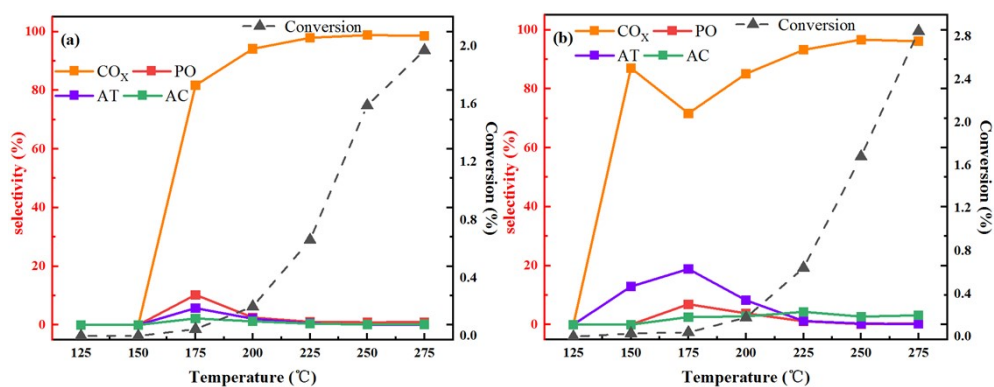 (a)
Conversion
COX PO
AT AC
100
80
60
40
20
0
selectivity (%)
2.0
1.6
1.2
0.8
0.4
0.0
Conversion (%)
125 150 175 200 225 250 275
Temperature (℃)
(b)
Conversion
COX PO
AT AC
100
80
60
40
20
0
selectivity (%)
2.8
2.4
2.0
1.6
1.2
0.8
0.4
0.0
Conversion (%)
125 150 175 200 225 250 275
Temperature (℃)